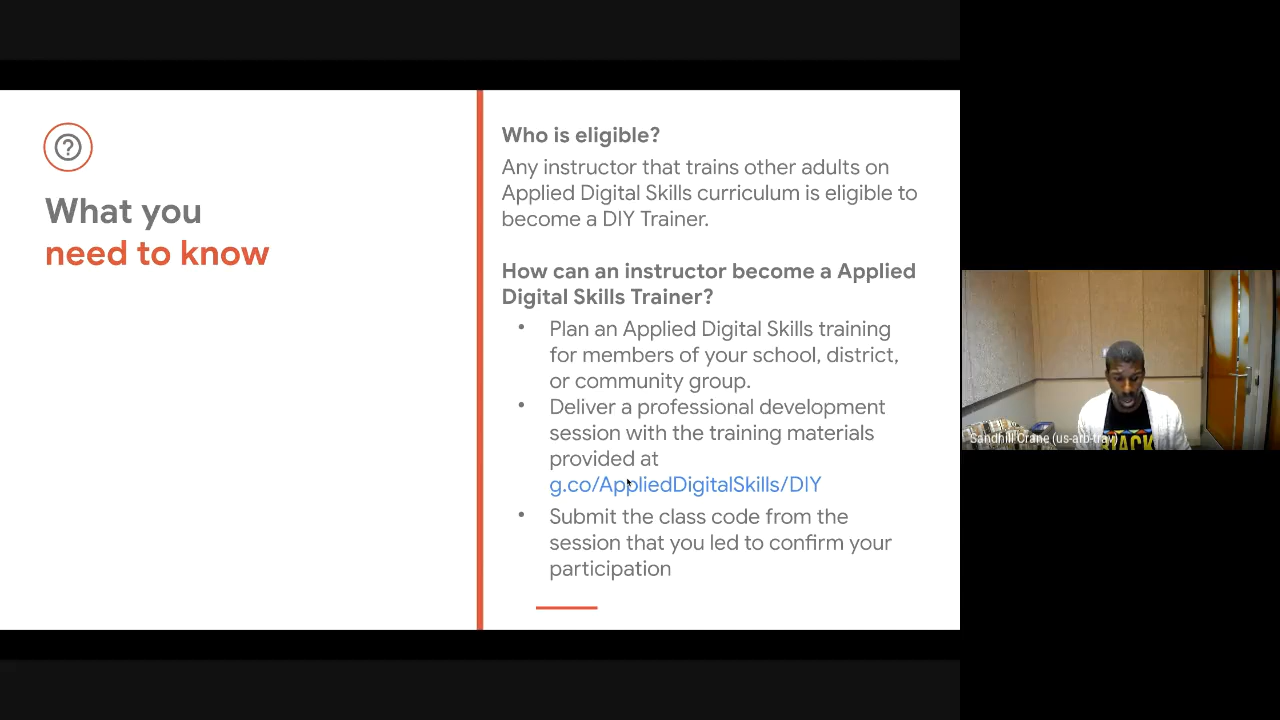 What you
need to know
Who is eligible?
Any instructor that trains other adults on
Applied Digital Skills curriculum is eligible to
become a DIY Trainer.
How can an instructor become a Applied
Digital Skills Trainer?
• Plan an Applied Digital Skills training
for members of your school, district,
or community group.
• Deliver a professional development
session with the training materials
provided at
g.co/AppliedDigitalSkills/DIY
• Submit the class code from the
session that you led to confirm your
participation
Sandhill Crane (us-arb-trav)